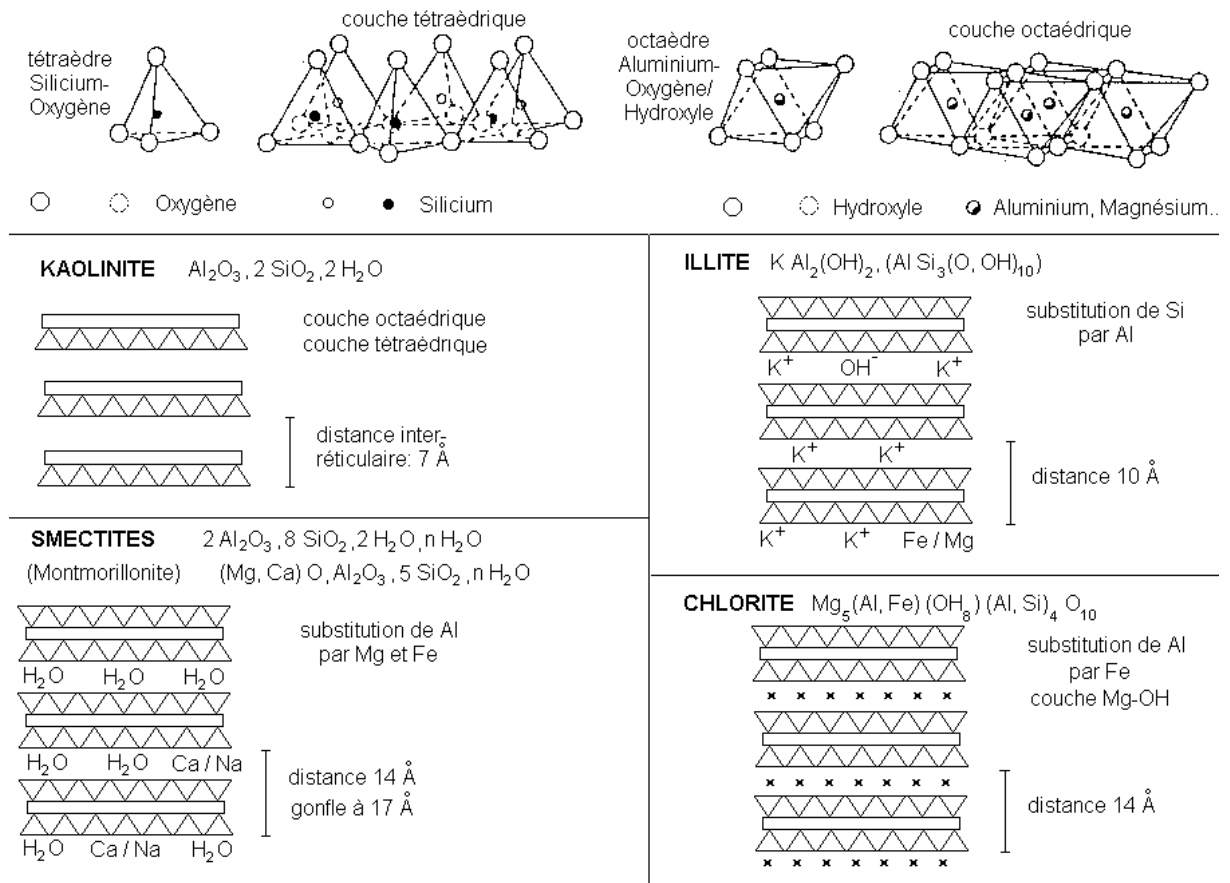 couche tétraèdrique
tétraèdre
Silicium-
Oxygène
couche octaédrique
octaèdre
Aluminium-
Oxygène/
Hydroxyle
Oxygène
Silicium
Hydroxyle
Aluminium, Magnésium...
KAOLINITE Al2O3, 2 SiO2, 2 H2O
couche octaédrique
couche tétraèdrique
distance inter-
réticulaire: 7 Å
ILLITE K Al2(OH)2, (Al Si3(O, OH)10)
substitution de Si
par Al
K+ OH- K+
K+ K+
distance 10 Å
K+ K+ Fe / Mg
SMECTITES 2 Al2O3, 8 SiO2, 2 H2O, n H2O
(Montmorillonite) (Mg, Ca) O, Al2O3, 5 SiO2, n H2O
substitution de Al
par Mg et Fe
H2O H2O H2O
H2O H2O Ca / Na
distance 14 Å
gonfle à 17 Å
H2O Ca / Na H2O
CHLORITE Mg5(Al, Fe) (OH8) (Al, Si)4 O10
substitution de Al
par Fe
couche Mg-OH
distance 14 Å